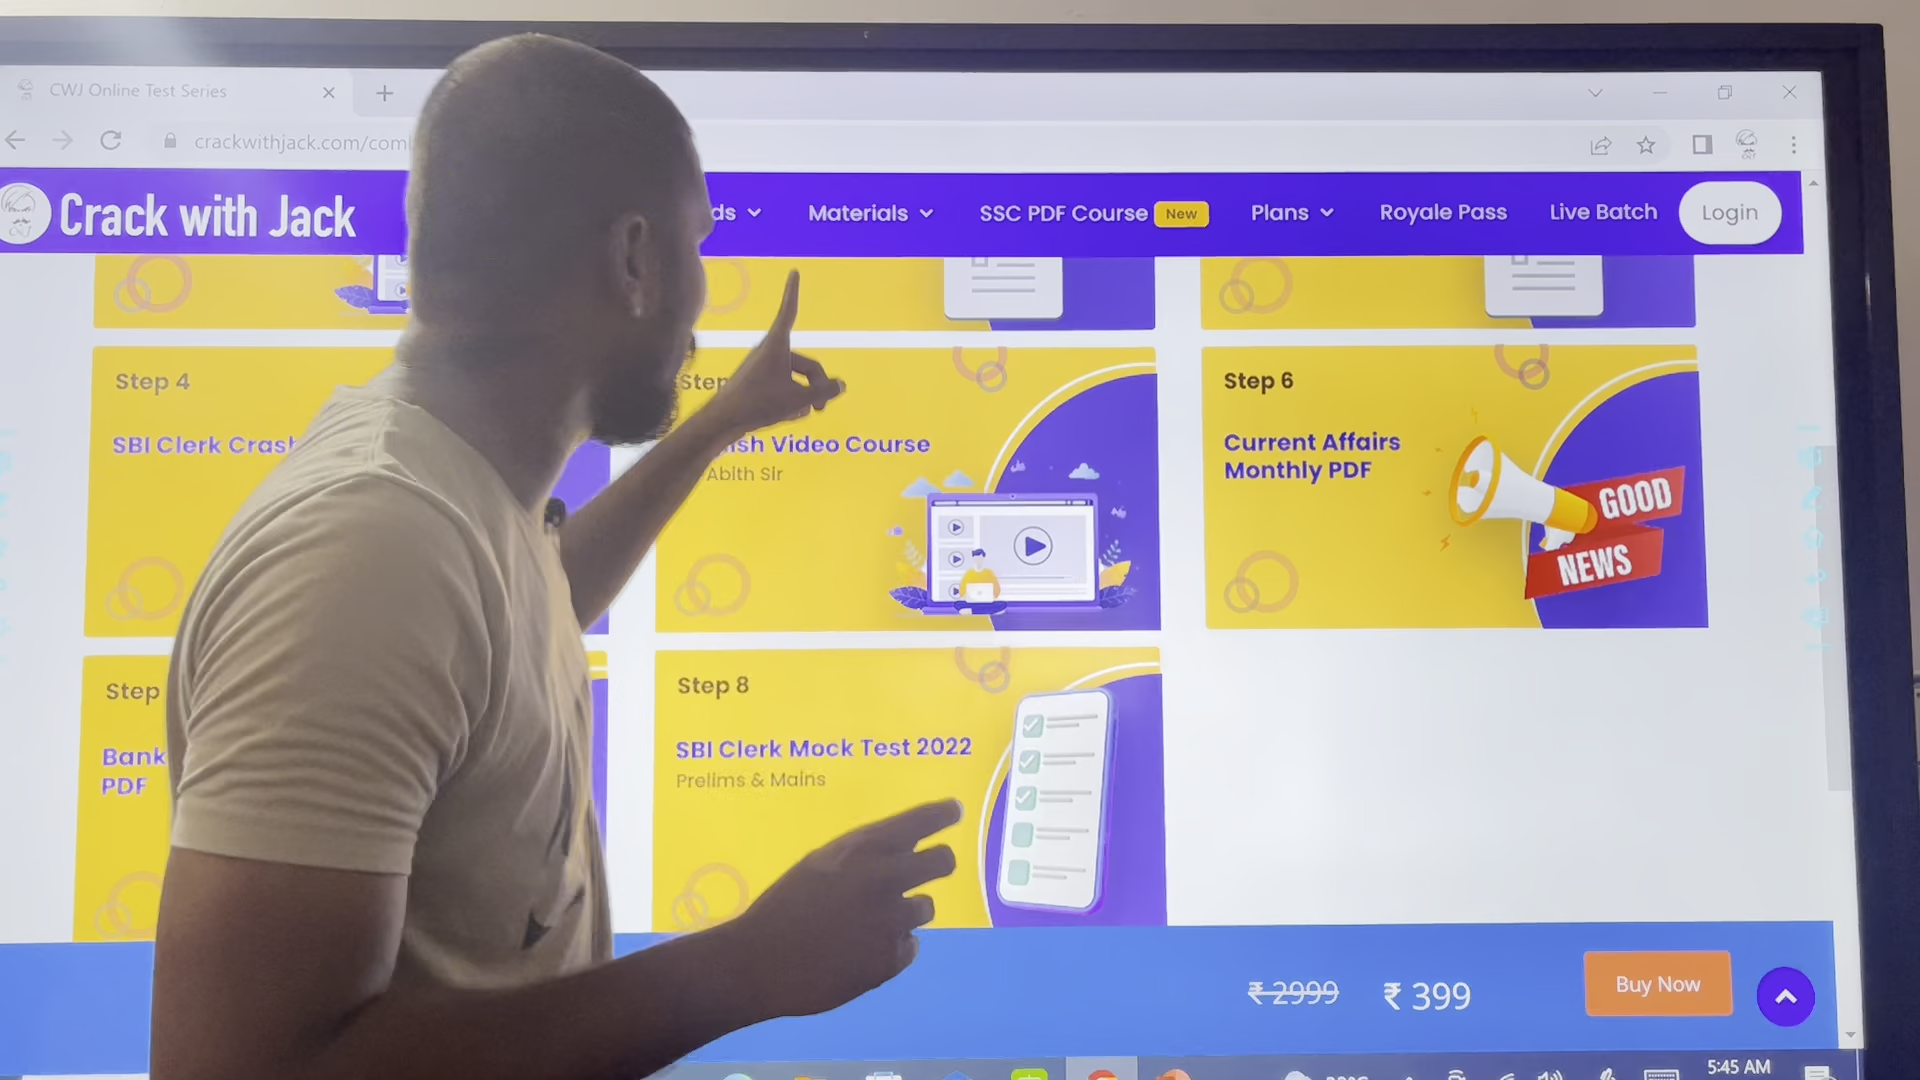 CWJ Online Test Series
crackwithjack.com/com
Crack with Jack
ds
Materials
SSC PDF Course New
Plans
Royale Pass
Live Batch
Login
Step 4
SBI Clerk Crash
Step
ish Video Course
Abith Sir
Step 6
Current Affairs
Monthly PDF
GOOD
NEWS
Step
Bank
PDF
Step 8
SBI Clerk Mock Test 2022
Prelims & Mains
₹ 2999 ₹ 399
Buy Now
5:45 AM